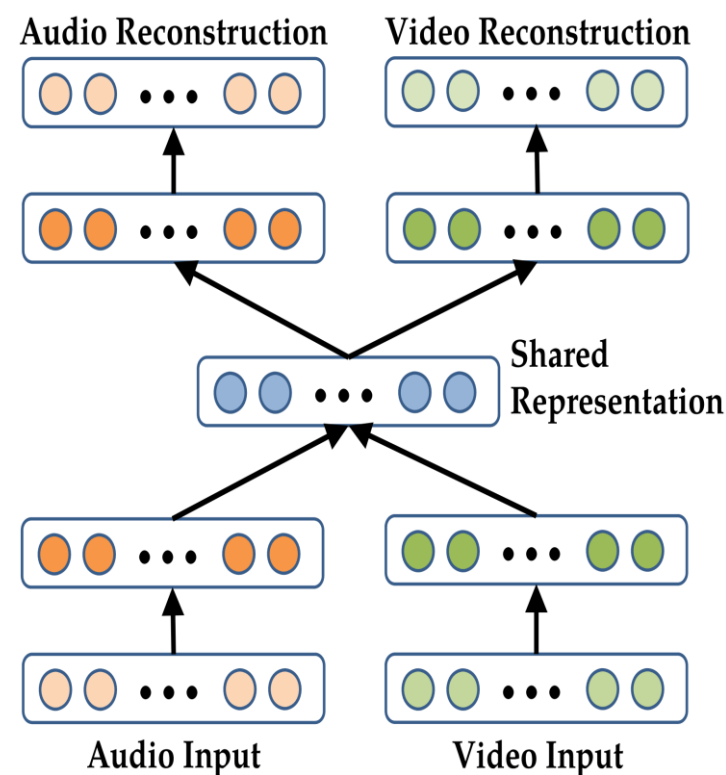 Audio Reconstruction
Video Reconstruction
Shared
Representation
Audio Input
Video Input